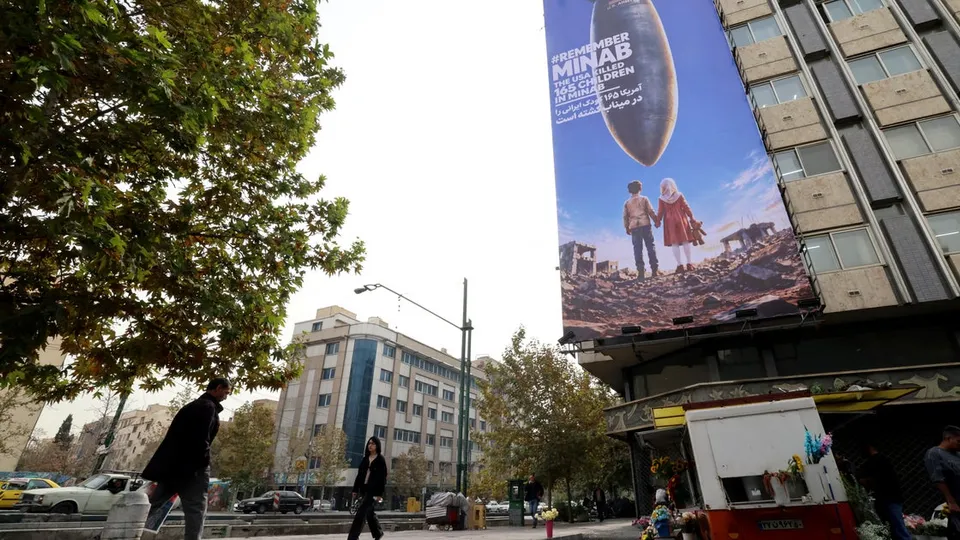 #REMEMBER
MINAB
THE USA KILLED
165 CHILDREN
IN MINAB
آمریکا ۱۶۵ کودک ایرانی را
در میناب کشته است